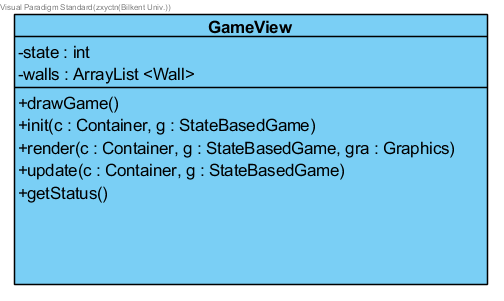 Visual Paradigm Standard(zxyctn(Bilkent Univ.))
GameView
-state : int
-walls : ArrayList <Wall>
+drawGame()
+init(c : Container, g : StateBasedGame)
+render(c : Container, g : StateBasedGame, gra : Graphics)
+update(c : Container, g : StateBasedGame)
+getStatus()